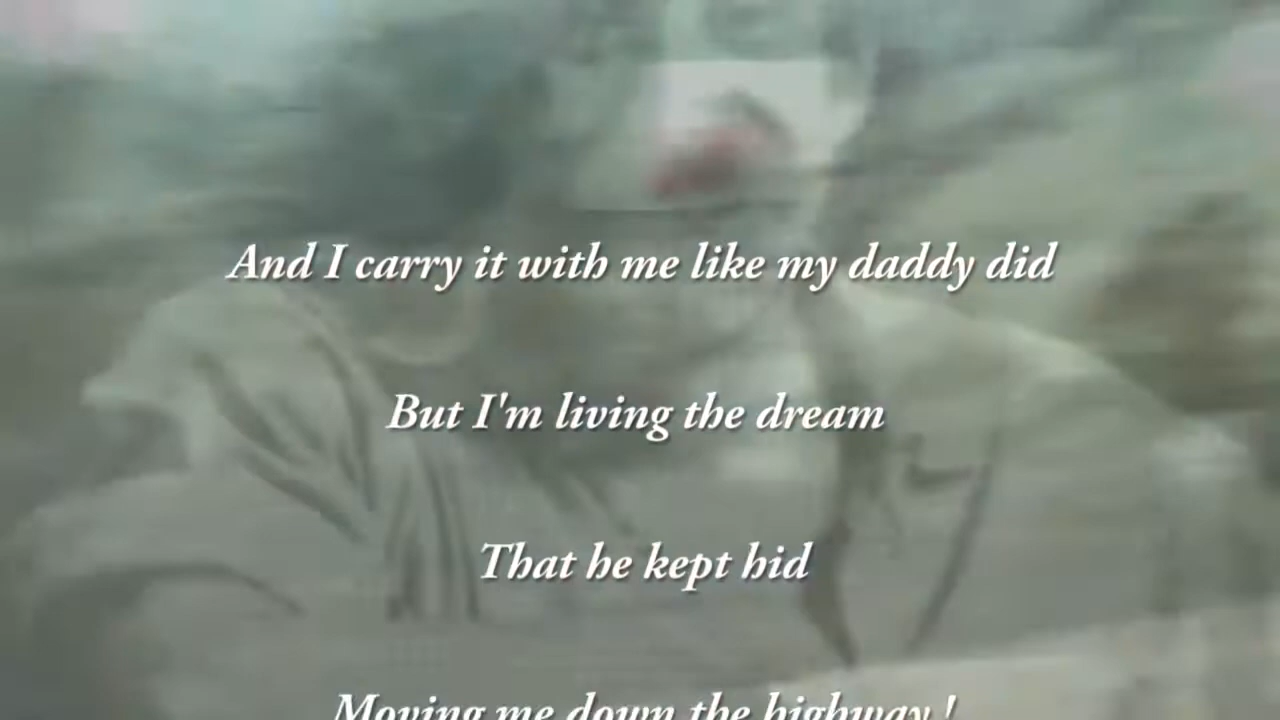 And I carry it with me like my daddy did
But I'm living the dream
That he kept hid
Moving me down the highway !